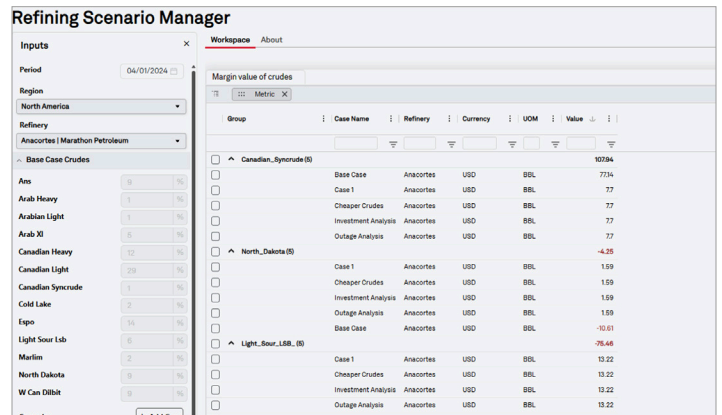 Refining Scenario Manager
Inputs ×
Period 04/01/2024
Region
North America
Refinery
Anacortes | Marathon Petroleum
Base Case Crudes
Ans 9 %
Arab Heavy 1 %
Arabian Light 1 %
Arab Xl 5 %
Canadian Heavy 12 %
Canadian Light 29 %
Canadian Syncrude 1 %
Cold Lake 2 %
Espo 14 %
Light Sour Lsb 5 %
Marlim 2 %
North Dakota 9 %
W Can Dilbit 9 %
Workspace About
Margin value of crudes
Metric ×
Group Case Name Refinery Currency UOM Value
Canadian_Syncrude (5) 107.94
Base Case Anacortes USD BBL 77.14
Case 1 Anacortes USD BBL 7.7
Cheaper Crudes Anacortes USD BBL 7.7
Investment Analysis Anacortes USD BBL 7.7
Outage Analysis Anacortes USD BBL 7.7
North_Dakota (5) -4.25
Case 1 Anacortes USD BBL 1.59
Cheaper Crudes Anacortes USD BBL 1.59
Investment Analysis Anacortes USD BBL 1.59
Outage Analysis Anacortes USD BBL 1.59
Base Case Anacortes USD BBL -10.61
Light_Sour_LSB_ (5) -75.46
Case 1 Anacortes USD BBL 13.22
Cheaper Crudes Anacortes USD BBL 13.22
Investment Analysis Anacortes USD BBL 13.22
Outage Analysis Anacortes USD BBL 13.22